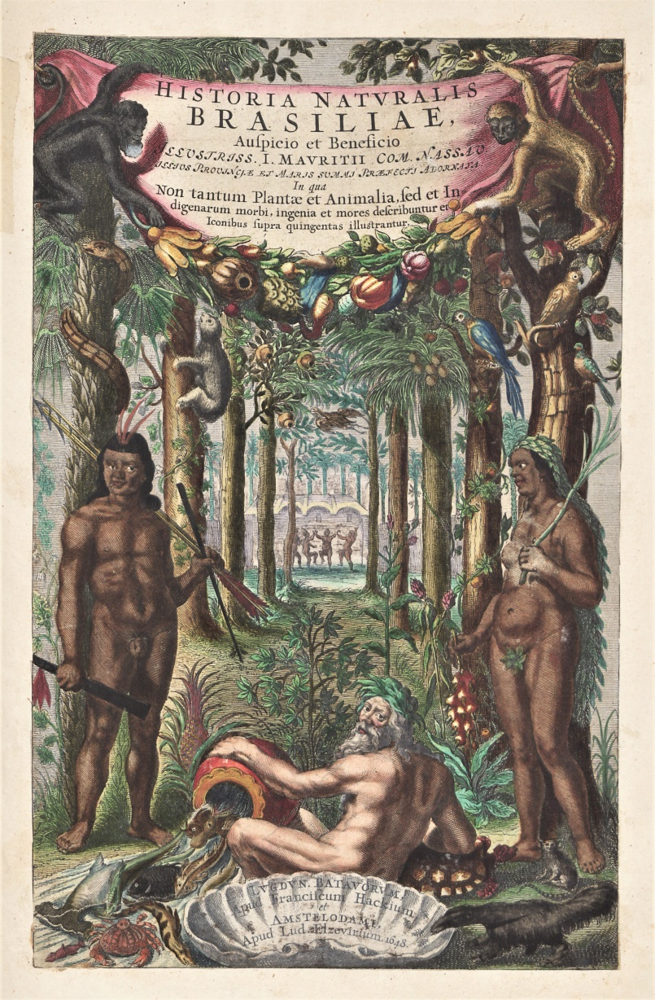 HISTORIA NATVRALIS
BRASILIAE,
Auſpicio et Beneficio
ILLVSTRISS. I. MAVRITII COM. NASSAV
ILLIVS PROVINCIÆ ET MARIS SVMMI PRÆFECTI ADORNATA.
In qua
Non tantum Plantæ et Animalia, ſed et In
digenarum morbi, ingenia et mores deſcribuntur et
Iconibus ſupra quingentas illuſtrantur.
LVGDVN. BATAVORVM,
Apud Franciſcum Hackium,
et
AMSTELODAMI,
Apud Lud. Elzevirium. 1648.